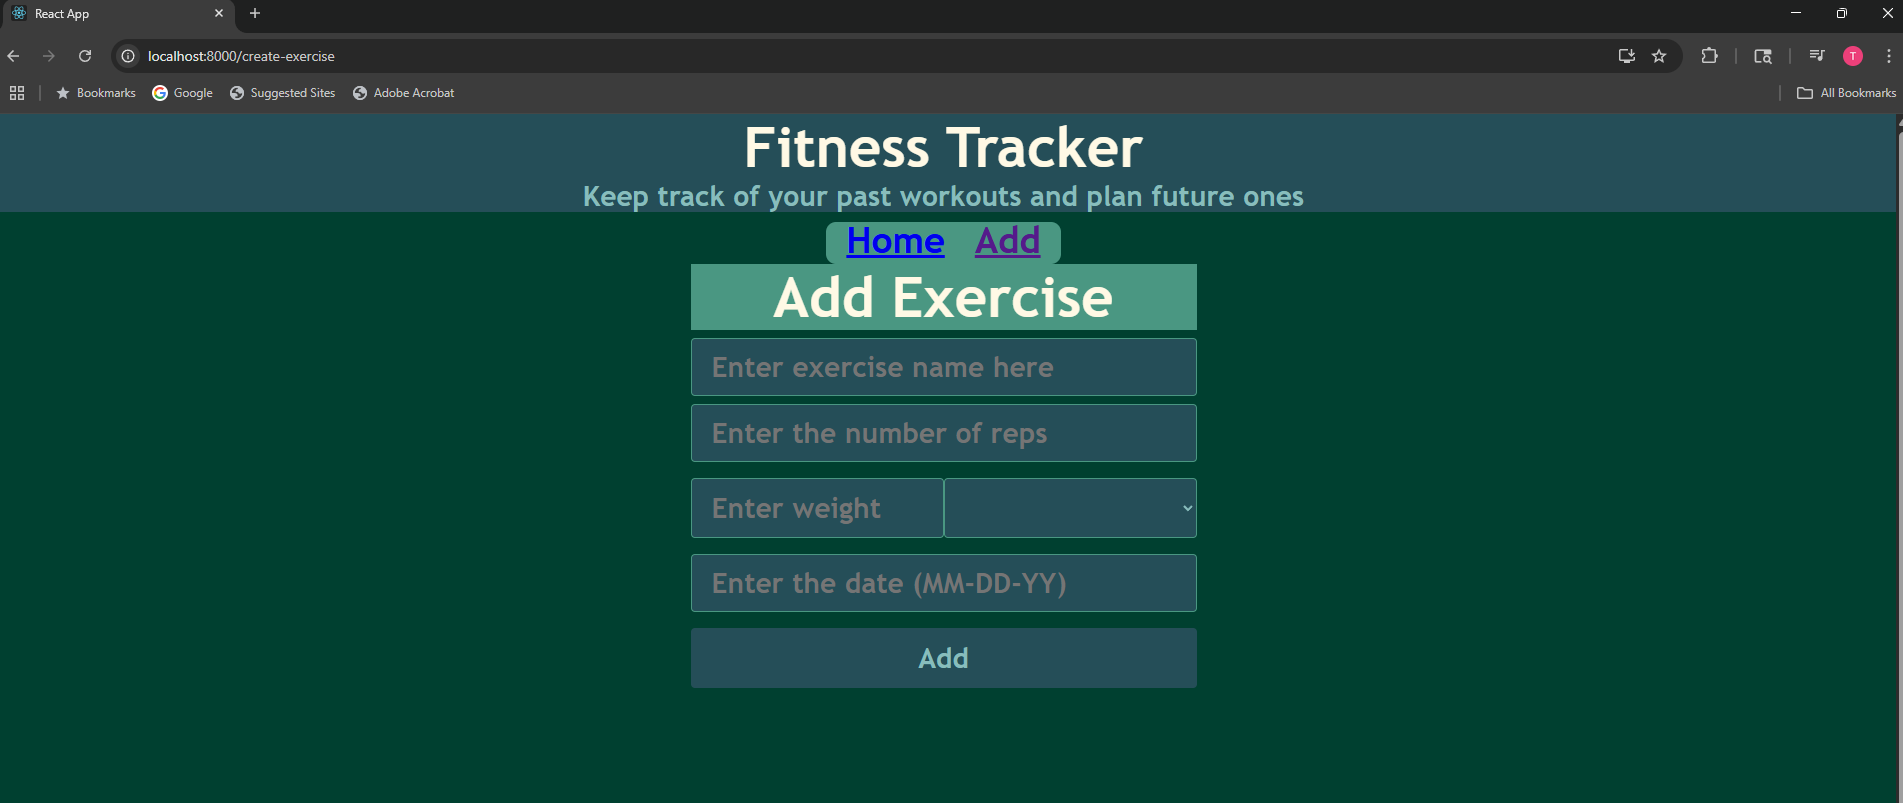 React App
localhost:8000/create-exercise
T
Bookmarks Google Suggested Sites Adobe Acrobat All Bookmarks
Fitness Tracker
Keep track of your past workouts and plan future ones
Home Add
Add Exercise
Enter exercise name here
Enter the number of reps
Enter weight
Enter the date (MM-DD-YY)
Add